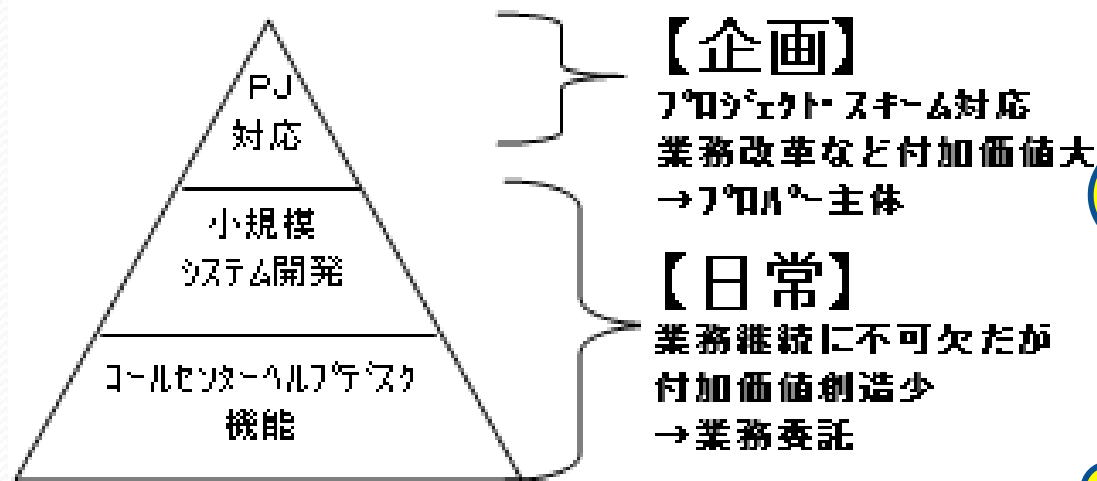 PJ
対応
小規模
システム開発
コールセンターヘルプデスク
機能
【企画】
プロジェクト・スキーム対応
業務改革など付加価値大
→プロパー主体
【日常】
業務継続に不可欠だが
付加価値創造少
→業務委託